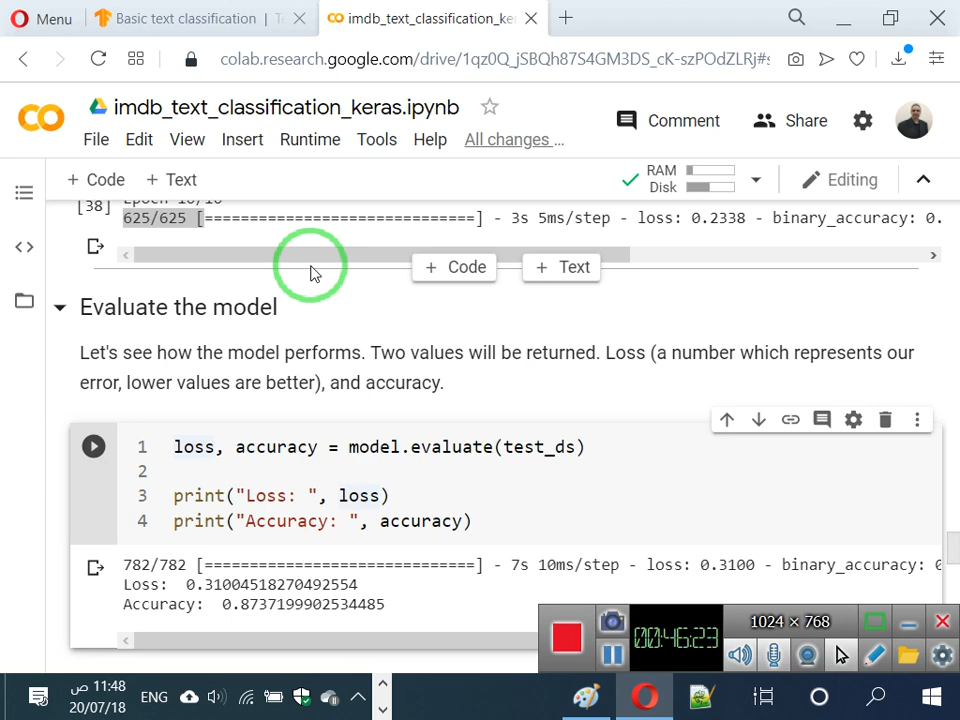 Menu
Basic text classification | Te
imdb_text_classification_ke
colab.research.google.com/drive/1qz0Q_jSBQh87S4GM3DS_cK-szPOdZLRj#s
imdb_text_classification_keras.ipynb
File Edit View Insert Runtime Tools Help All changes …
Comment Share
+ Code + Text
RAM
Disk
Editing
[38]
Epoch 10/10
625/625 [==============================] - 3s 5ms/step - loss: 0.2338 - binary_accuracy: 0.
+ Code + Text
Evaluate the model
Let's see how the model performs. Two values will be returned. Loss (a number which represents our
error, lower values are better), and accuracy.
1 loss, accuracy = model.evaluate(test_ds)
2
3 print("Loss: ", loss)
4 print("Accuracy: ", accuracy)
782/782 [==============================] - 7s 10ms/step - loss: 0.3100 - binary_accuracy: 0
Loss: 0.31004518270492554
Accuracy: 0.8737199902534485
00:46:23
1024 × 768
11:48 ص
20/07/18
ENG